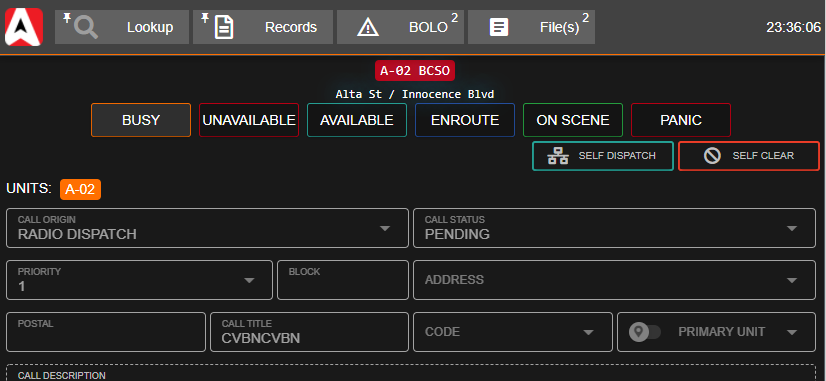 Lookup Records BOLO 2 File(s) 2 23:36:06
A-02 BCSO
Alta St / Innocence Blvd
BUSY UNAVAILABLE AVAILABLE ENROUTE ON SCENE PANIC
SELF DISPATCH SELF CLEAR
UNITS: A-02
CALL ORIGIN CALL STATUS
RADIO DISPATCH PENDING
PRIORITY BLOCK ADDRESS
1
POSTAL CALL TITLE CODE PRIMARY UNIT
CVBNCVBN
CALL DESCRIPTION